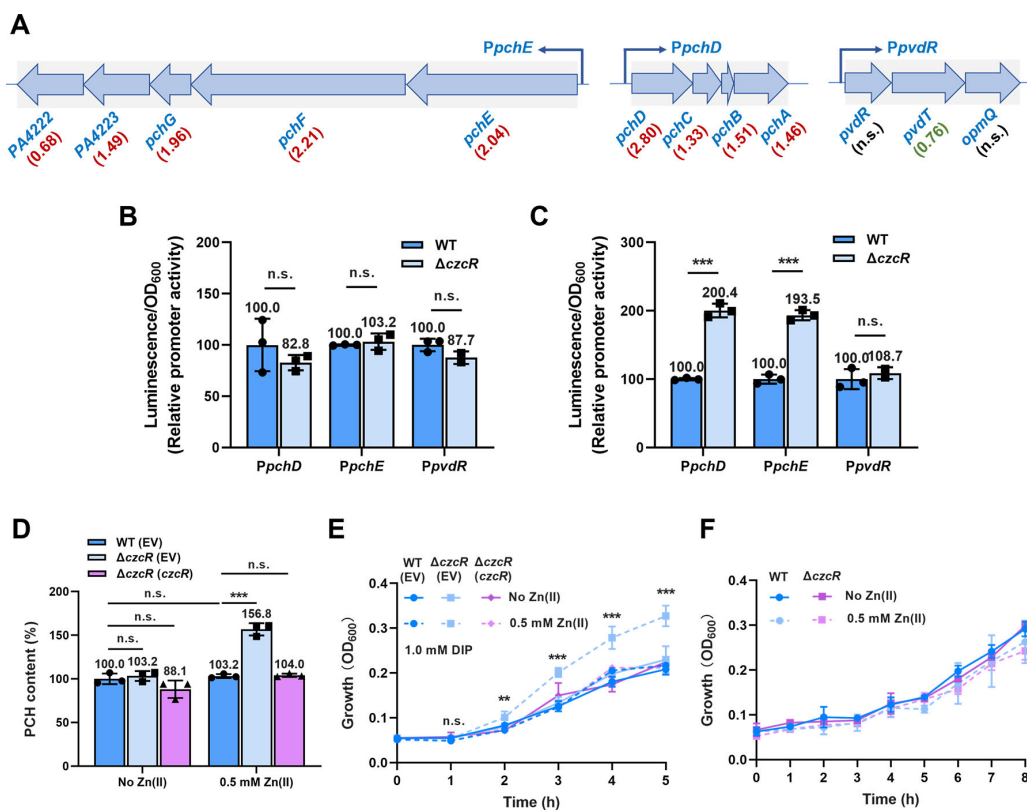 A
PpchE
PpchD
PpvdR
PA4222
(0.68)
PA4223
(1.49)
pchG
(1.96)
pchF
(2.21)
pchE
(2.04)
pchD
(2.80)
pchC
(1.33)
pchB
(1.51)
pchA
(1.46)
pvdR
(n.s.)
pvdT
(0.76)
opmQ
(n.s.)
B
Luminescence/OD600
(Relative promoter activity)
200
150
100
50
0
WT
ΔczcR
n.s.
n.s.
n.s.
100.0
82.8
100.0
103.2
100.0
87.7
PpchD
PpchE
PpvdR
C
Luminescence/OD600
(Relative promoter activity)
300
200
100
0
WT
ΔczcR
***
***
n.s.
100.0
200.4
100.0
193.5
100.0
108.7
PpchD
PpchE
PpvdR
D
WT (EV)
ΔczcR (EV)
ΔczcR (czcR)
PCH content (%)
200
150
100
50
0
n.s.
n.s.
n.s.
n.s.
***
100.0
103.2
88.1
103.2
156.8
104.0
No Zn(II)
0.5 mM Zn(II)
E
WT
(EV)
ΔczcR
(EV)
ΔczcR
(czcR)
No Zn(II)
0.5 mM Zn(II)
1.0 mM DIP
Growth (OD600)
0.4
0.3
0.2
0.1
0.0
n.s.
**
***
***
***
0
1
2
3
4
5
Time (h)
F
WT
ΔczcR
No Zn(II)
0.5 mM Zn(II)
Growth (OD600)
0.4
0.3
0.2
0.1
0.0
0
1
2
3
4
5
6
7
8
Time (h)